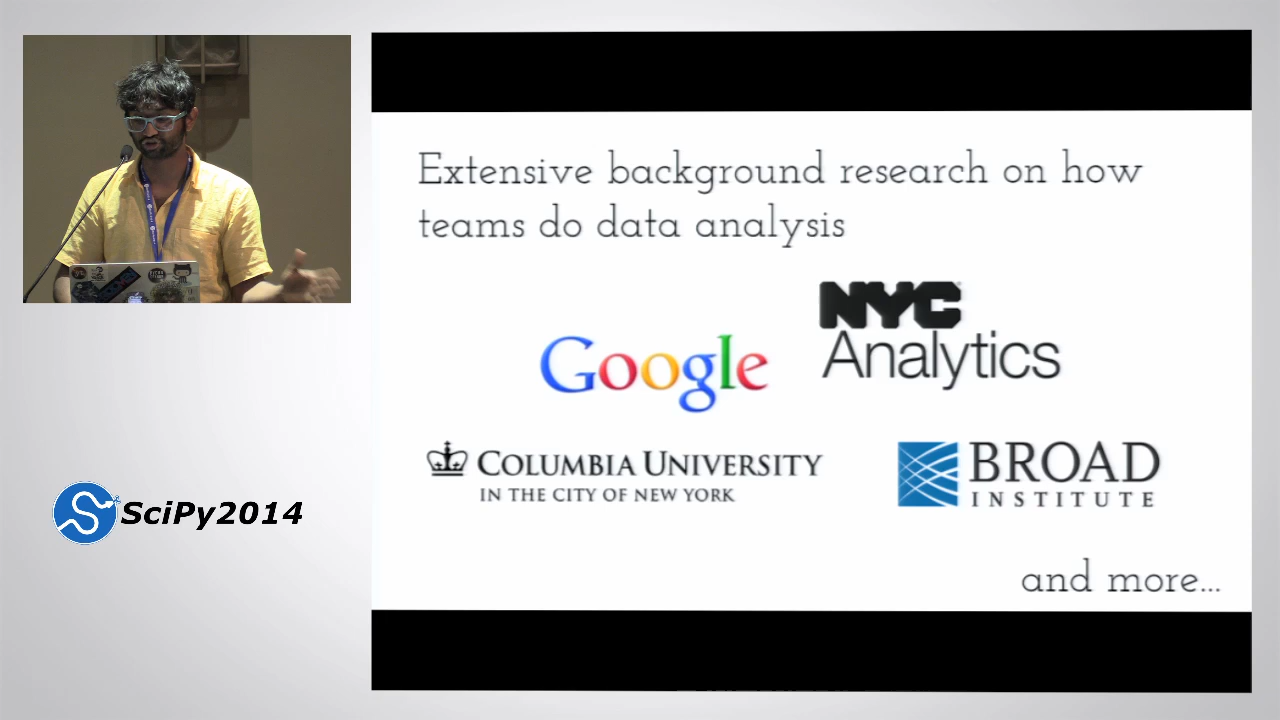 Extensive background research on how
teams do data analysis
NYC
Analytics
Google
COLUMBIA UNIVERSITY
IN THE CITY OF NEW YORK
BROAD
INSTITUTE
and more...
SciPy2014